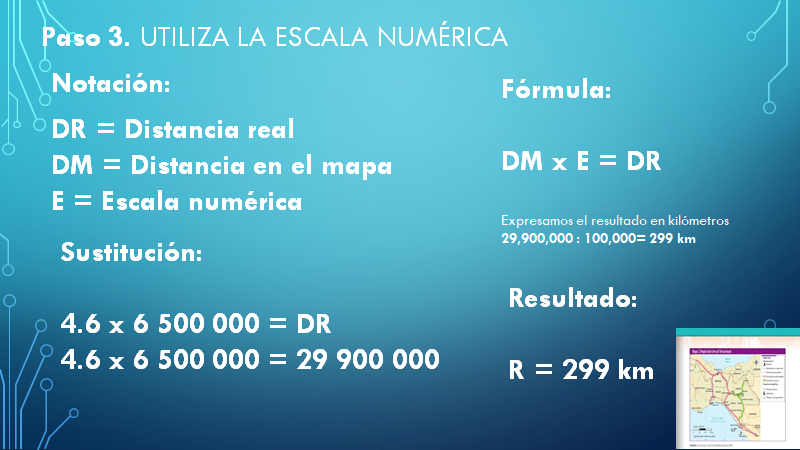 Paso 3. UTILIZA LA ESCALA NUMÉRICA
Notación:
DR = Distancia real
DM = Distancia en el mapa
E = Escala numérica
Sustitución:
4.6 x 6 500 000 = DR
4.6 x 6 500 000 = 29 900 000
Fórmula:
DM x E = DR
Expresamos el resultado en kilómetros
29,900,000 : 100,000= 299 km
Resultado:
R = 299 km